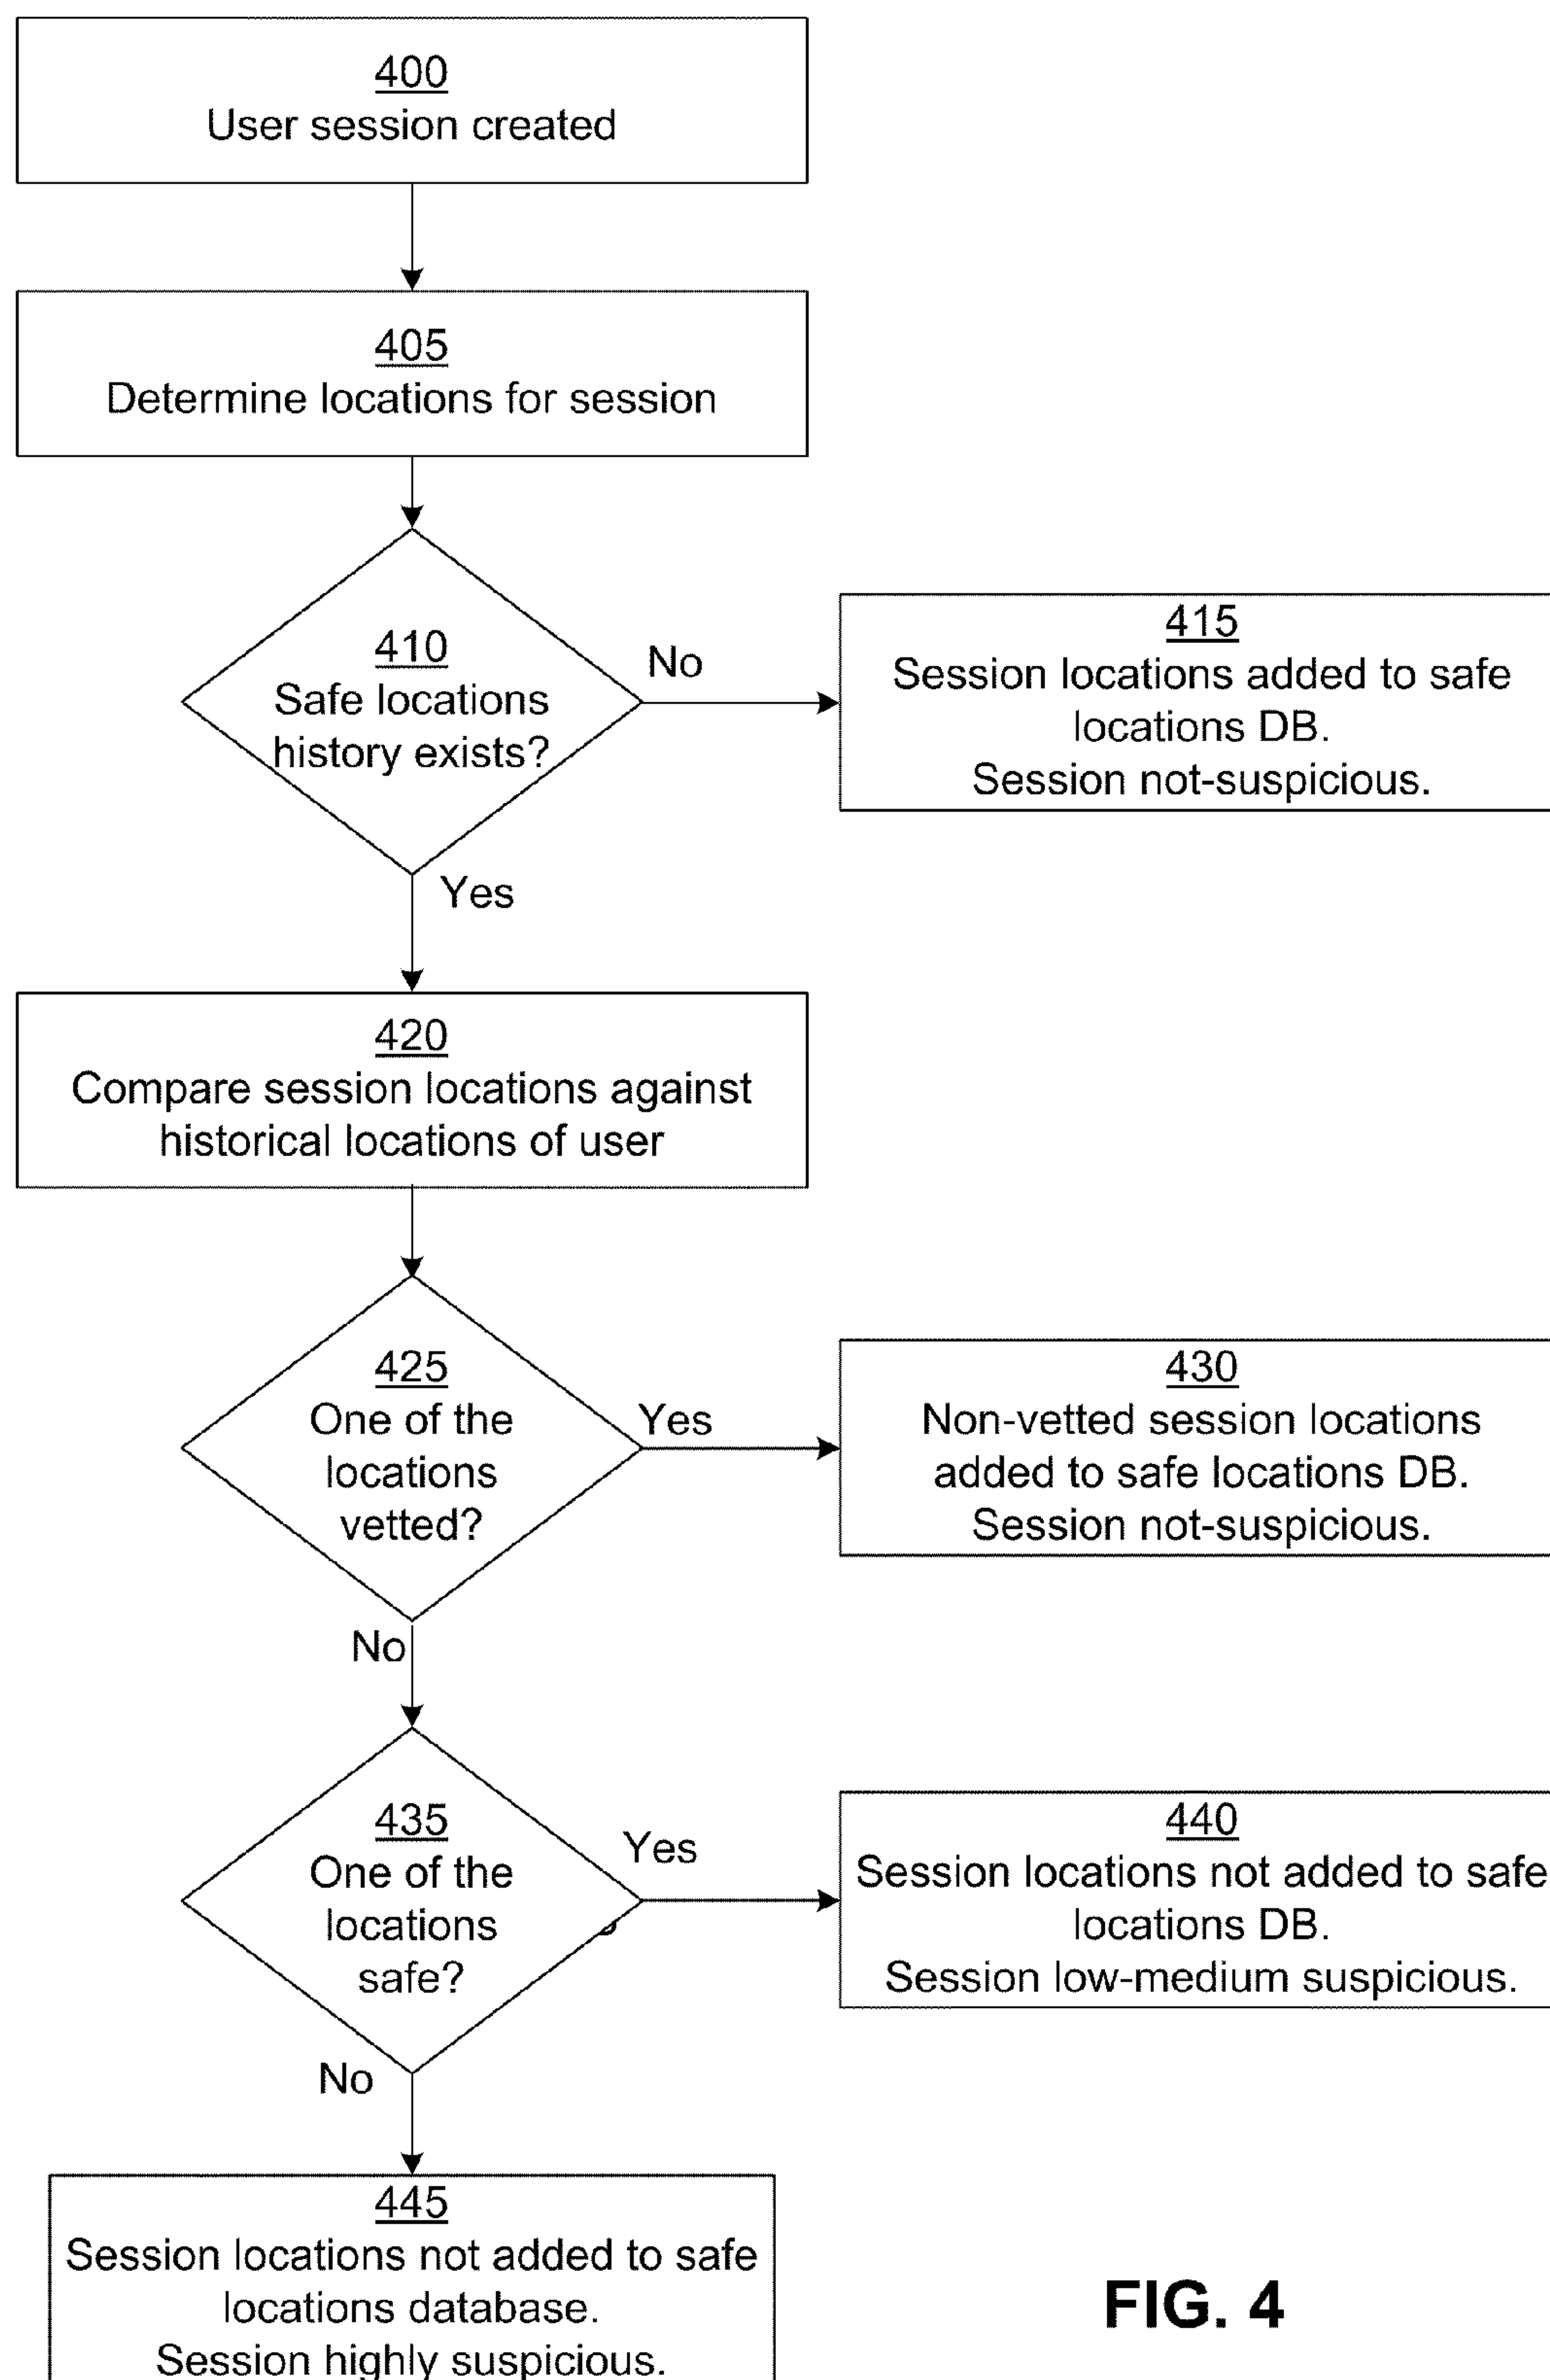 400
User session created
405
Determine locations for session
410
Safe locations
history exists?
No
415
Session locations added to safe
locations DB.
Session not-suspicious.
Yes
420
Compare session locations against
historical locations of user
425
One of the
locations
vetted?
Yes
430
Non-vetted session locations
added to safe locations DB.
Session not-suspicious.
No
435
One of the
locations
safe?
Yes
440
Session locations not added to safe
locations DB.
Session low-medium suspicious.
No
445
Session locations not added to safe
locations database.
Session highly suspicious.
FIG. 4